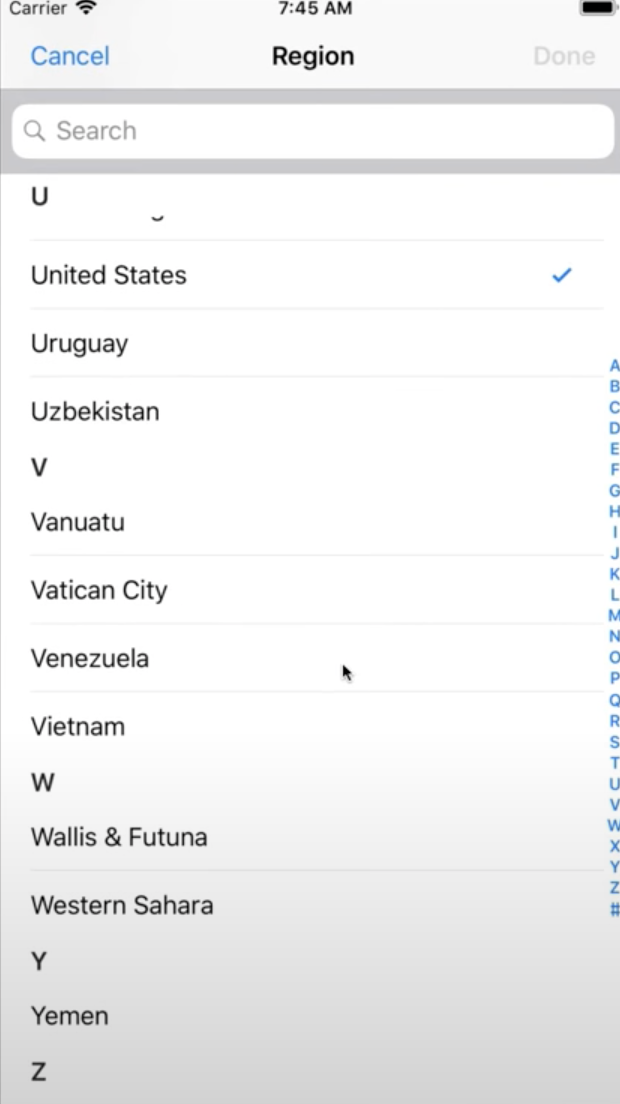 Carrier 7:45 AM
Cancel Region Done
Search
U
United States
Uruguay
Uzbekistan
V
Vanuatu
Vatican City
Venezuela
Vietnam
W
Wallis & Futuna
Western Sahara
Y
Yemen
Z
A
B
C
D
E
F
G
H
I
J
K
L
M
N
O
P
Q
R
S
T
U
V
W
X
Y
Z
#